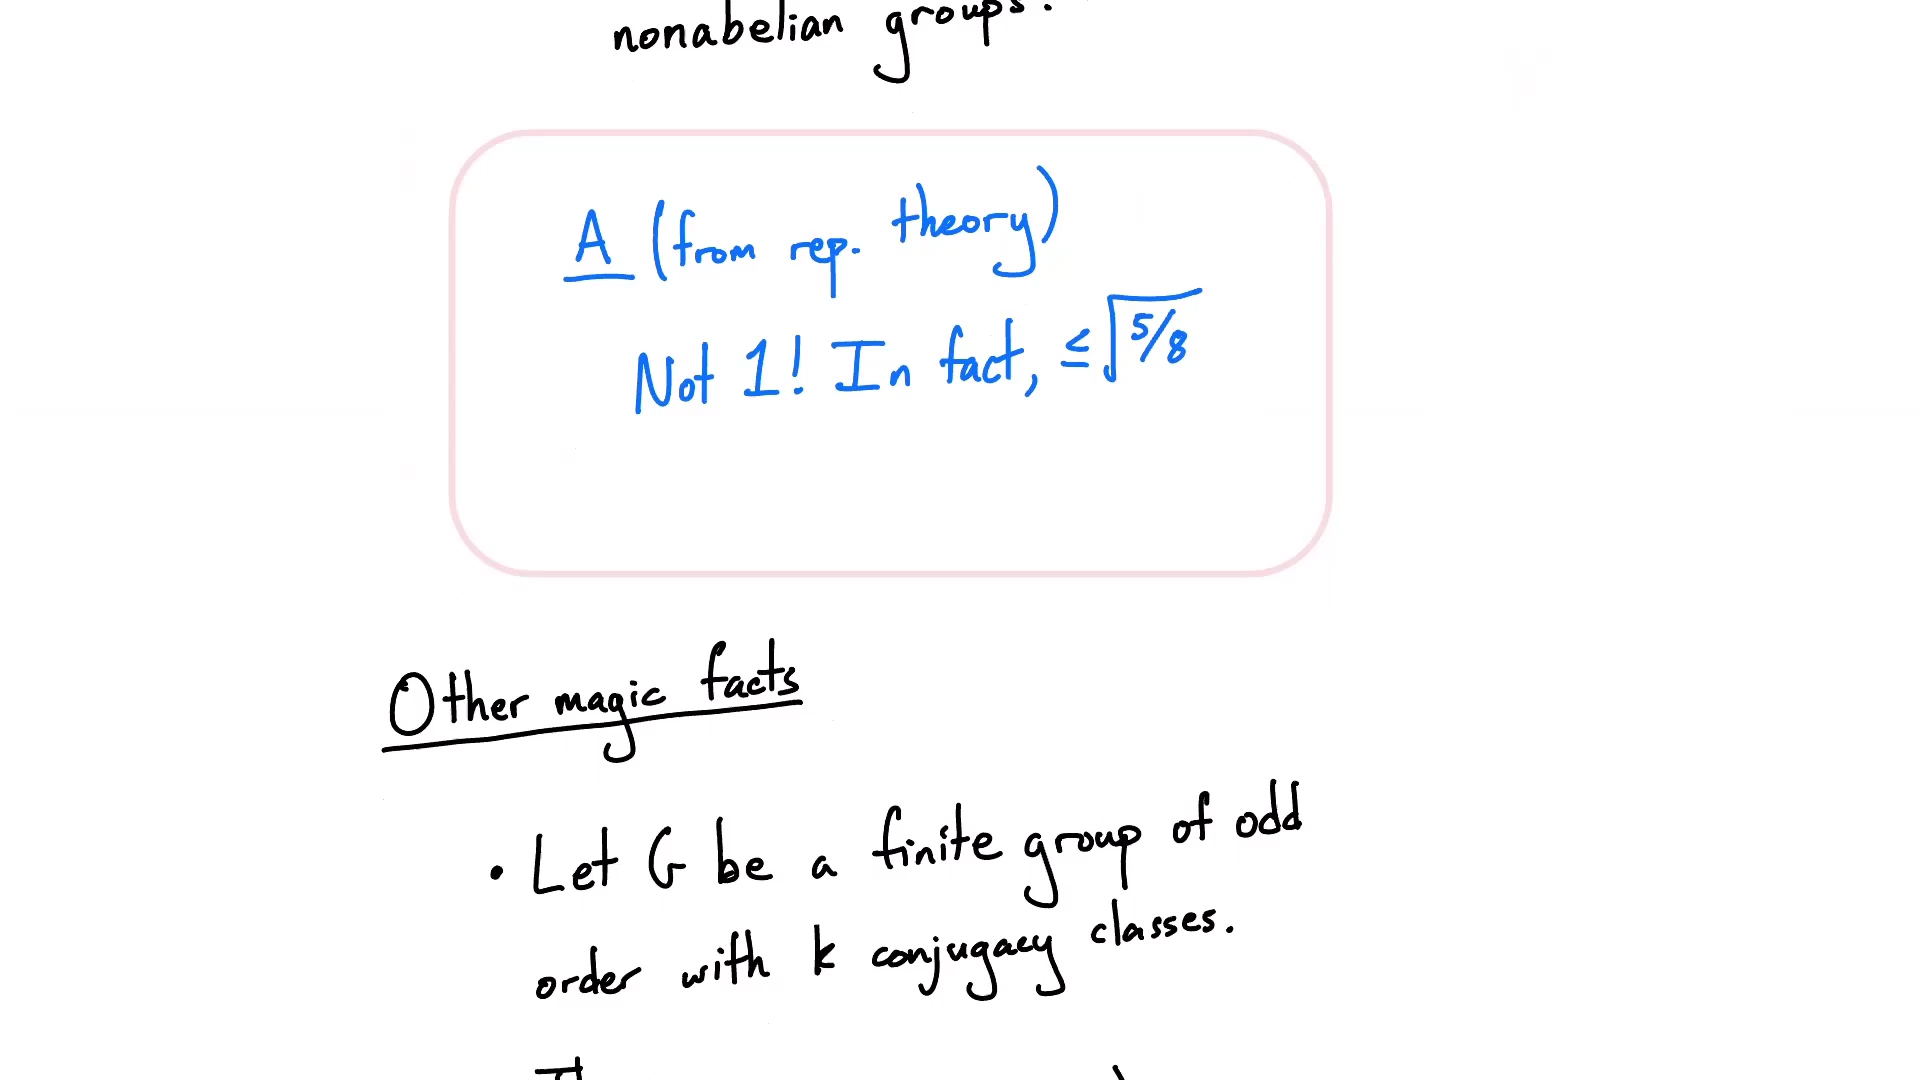 nonabelian groups.
A (from rep. theory)
Not 1! In fact, ≤ √5/8
Other magic facts
• Let G be a finite group of odd
order with k conjugacy classes.